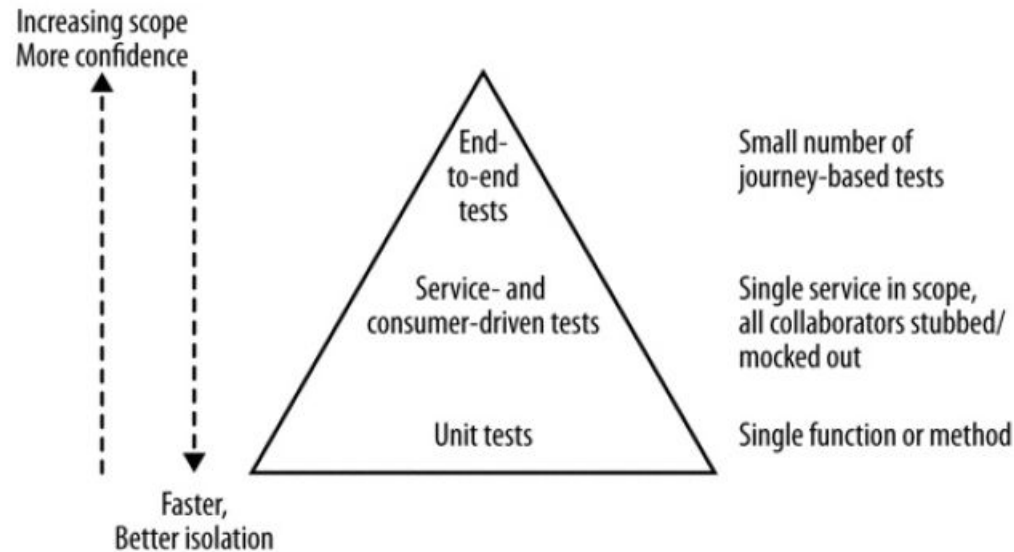 Increasing scope
More confidence
End-
to-end
tests
Small number of
journey-based tests
Service- and
consumer-driven tests
Single service in scope,
all collaborators stubbed/
mocked out
Unit tests
Single function or method
Faster,
Better isolation